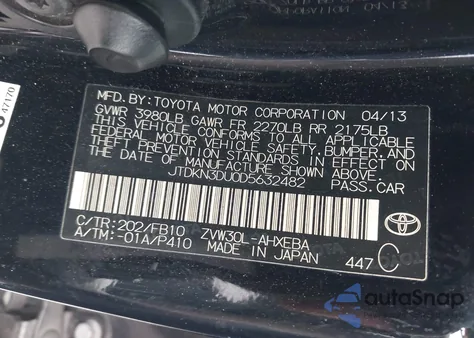 MFD. BY: TOYOTA MOTOR CORPORATION 04/13
GVWR 3980LB GAWR FR 2270LB RR 2175LB
THIS VEHICLE CONFORMS TO ALL APPLICABLE
FEDERAL MOTOR VEHICLE SAFETY, BUMPER, AND
THEFT PREVENTION STANDARDS IN EFFECT ON
THE DATE OF MANUFACTURE SHOWN ABOVE.
JTDKN3DU0D5632482 PASS.CAR
C/TR: 202/FB10 ZVW30L-AHXEBA
A/TM: -01A/P410 MADE IN JAPAN 447 C
TOYOTA
47170
autoSnap